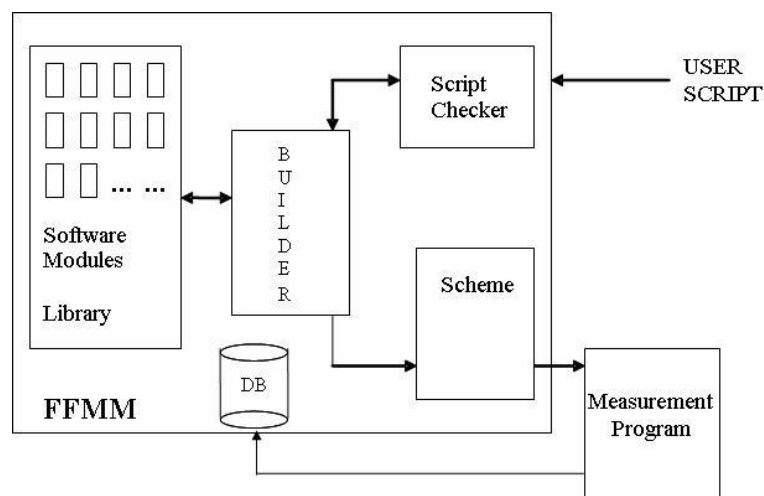 USER
SCRIPT
Script
Checker
B
U
I
L
D
E
R
... ...
Software
Modules
Library
Scheme
DB
FFMM
Measurement
Program